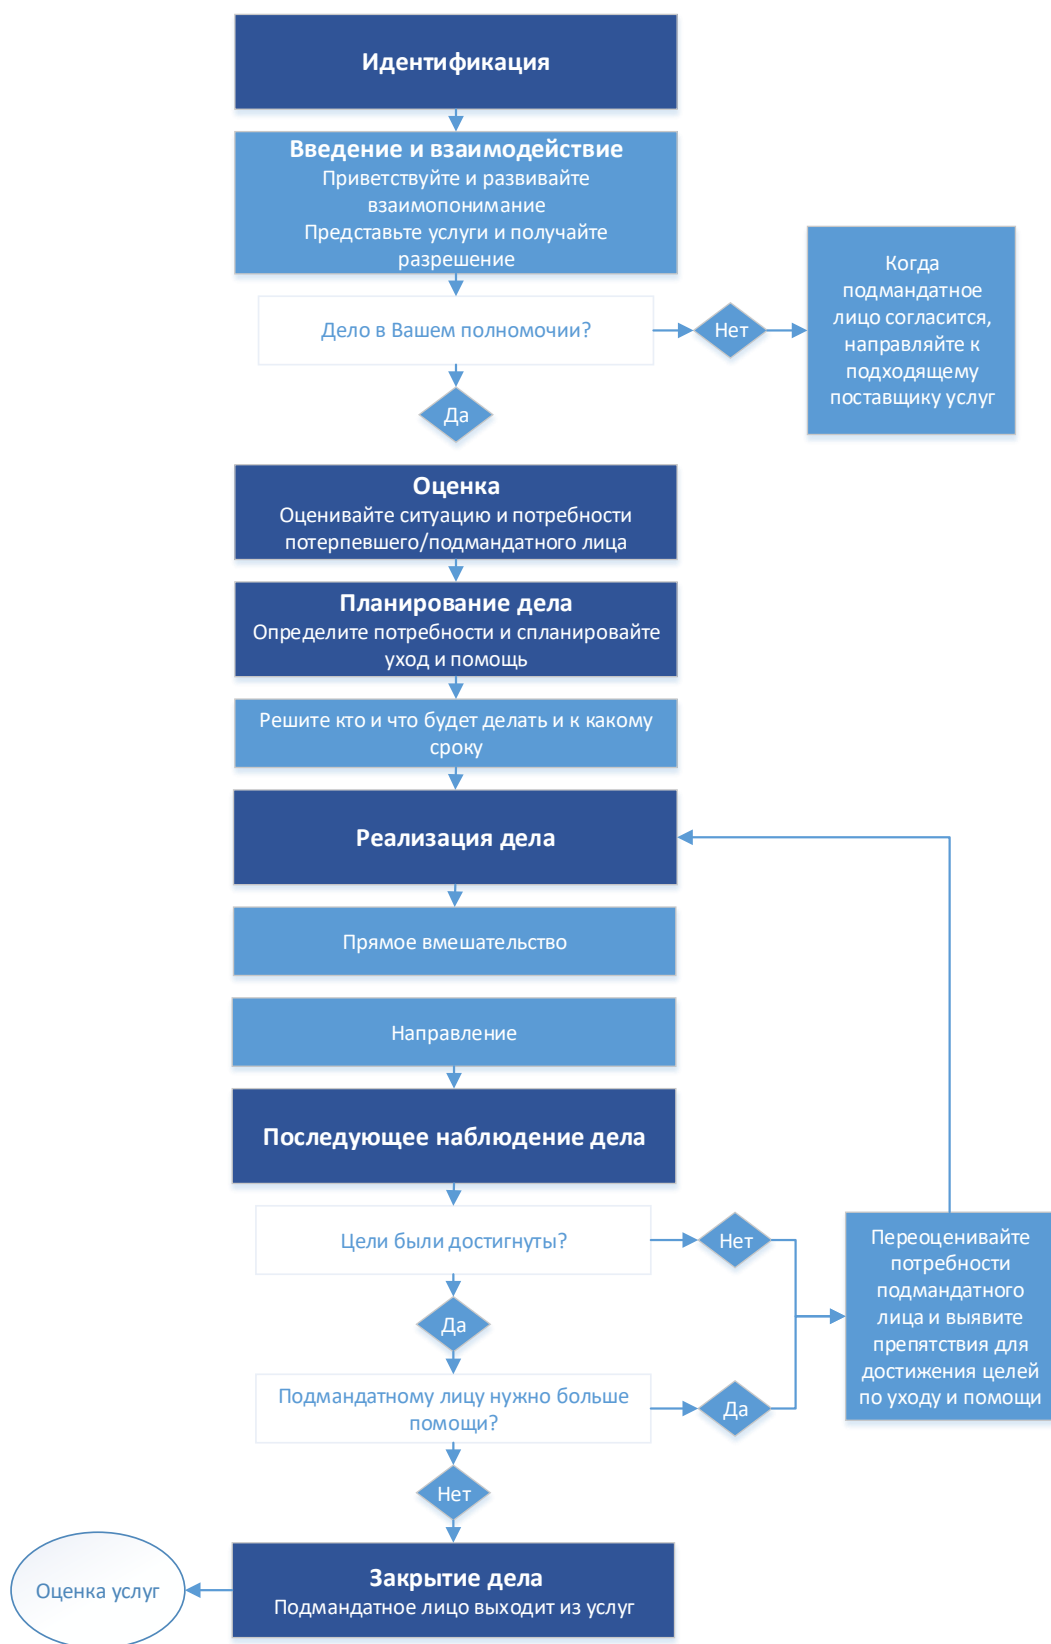 Идентификация
Введение и взаимодействие
Приветствуйте и развивайте
взаимопонимание
Представьте услуги и получайте
разрешение
Дело в Вашем полномочии?
Нет
Когда
подмандатное
лицо согласится,
направляйте к
подходящему
поставщику услуг
Да
Оценка
Оценивайте ситуацию и потребности
потерпевшего/подмандатного лица
Планирование дела
Определите потребности и спланировайте
уход и помощь
Решите кто и что будет делать и к какому
сроку
Реализация дела
Прямое вмешательство
Направление
Последующее наблюдение дела
Цели были достигнуты?
Нет
Переоценивайте
потребности
подмандатного
лица и выявите
препятствия для
достижения целей
по уходу и помощи
Да
Подмандатному лицу нужно больше
помощи?
Да
Нет
Закрытие дела
Подмандатное лицо выходит из услуг
Оценка услуг